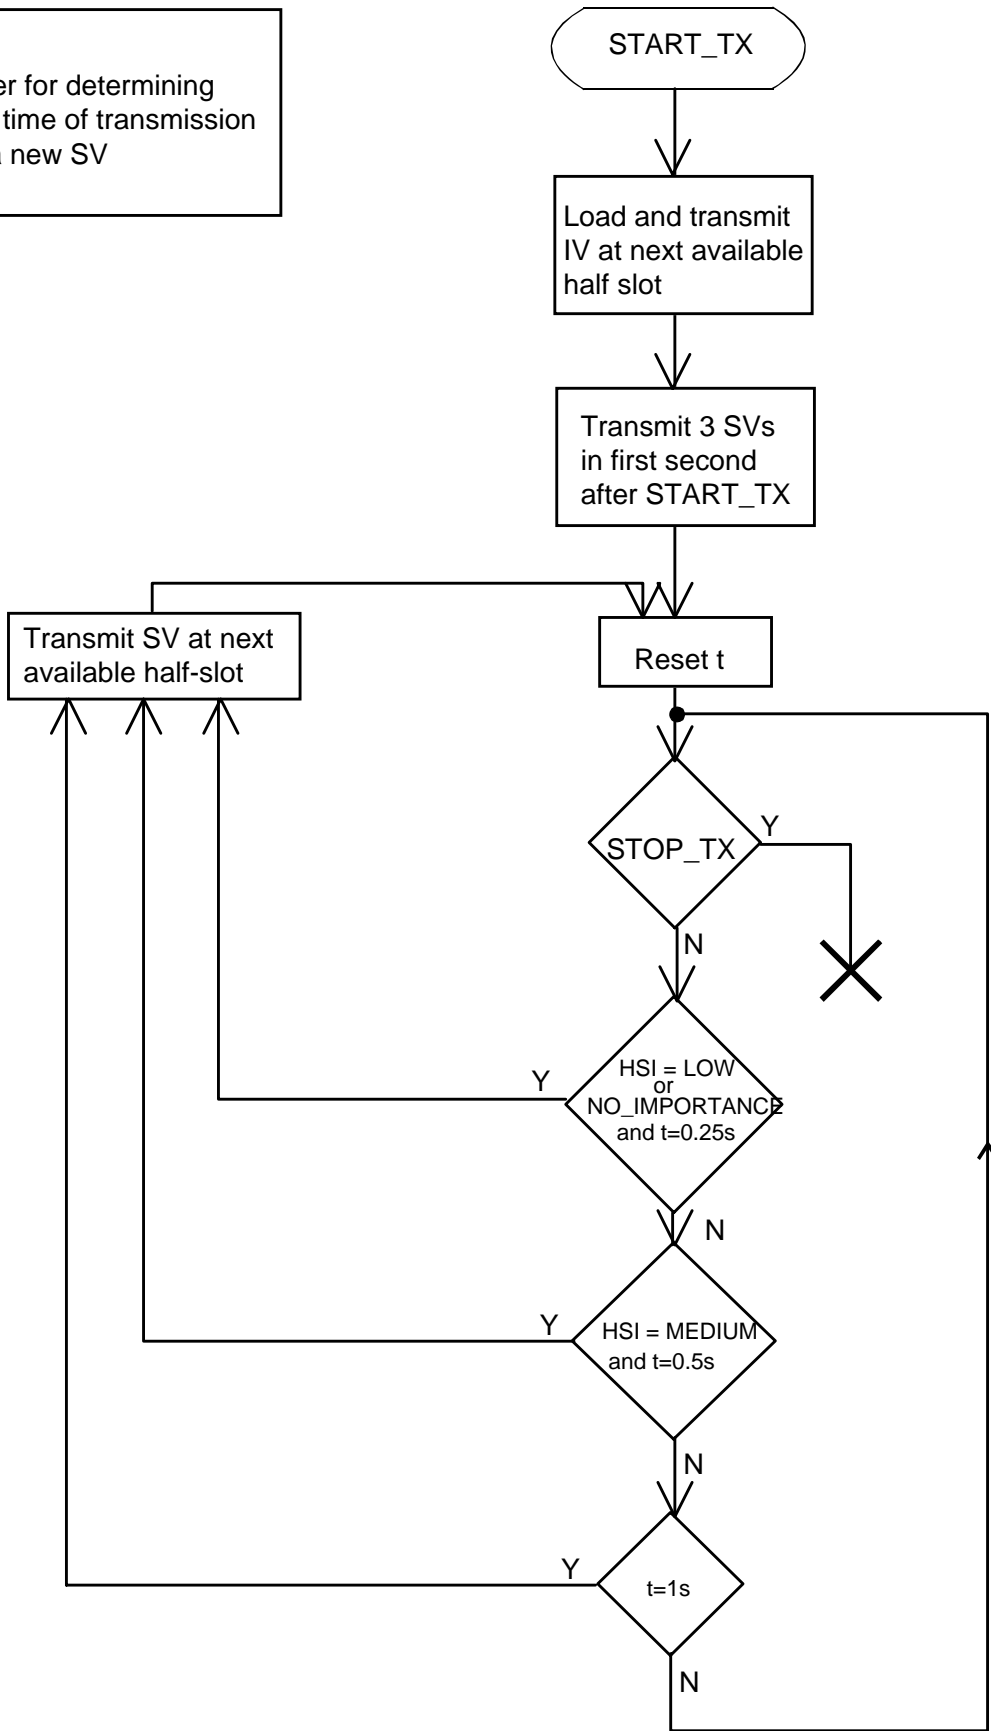 for determining
time of transmission
new SV
START_TX
Load and transmit
IV at next available
half slot
Transmit 3 SVs
in first second
after START_TX
Transmit SV at next
available half-slot
Reset t
STOP_TX
Y
N
HSI = LOW
or
NO_IMPORTANCE
and t=0.25s
Y
N
HSI = MEDIUM
and t=0.5s
Y
N
t=1s
Y
N